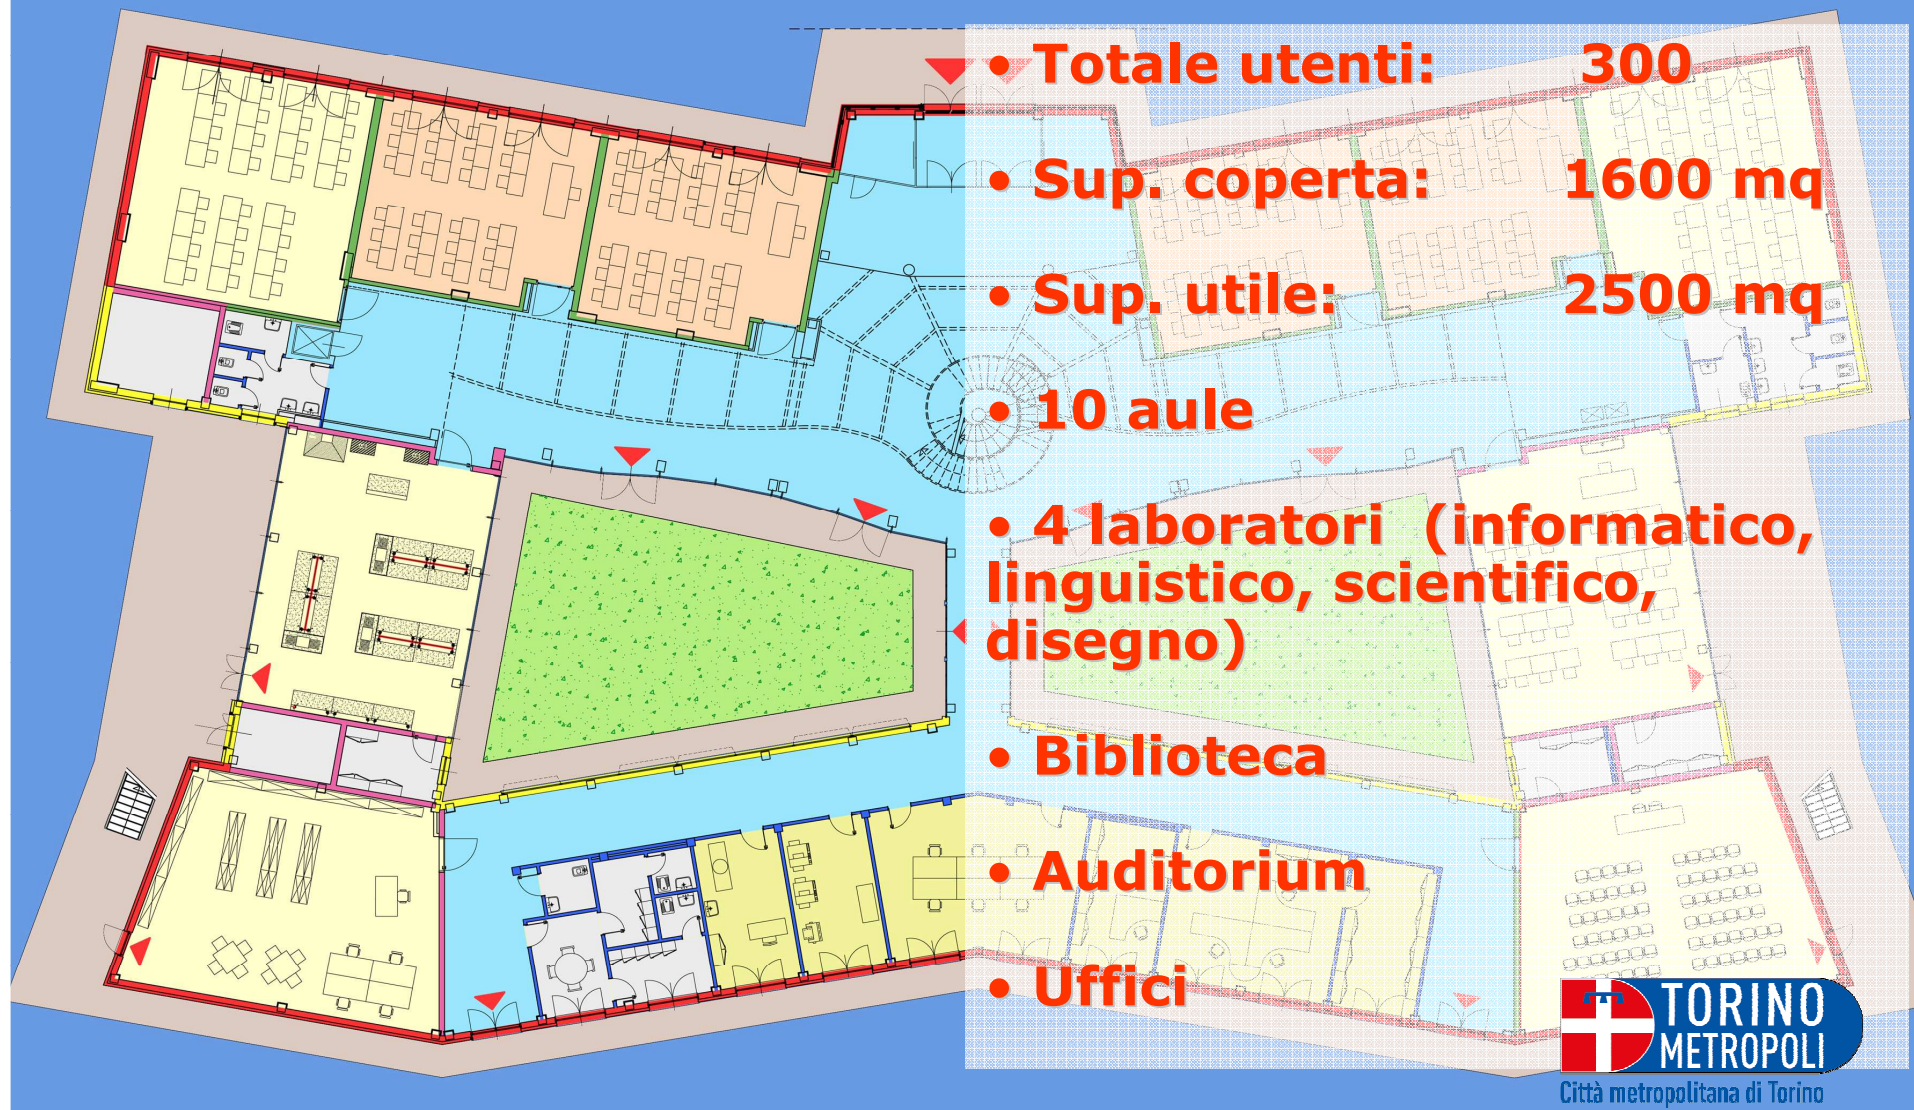 • Totale utenti: 300
• Sup. coperta: 1600 mq
• Sup. utile: 2500 mq
• 10 aule
• 4 laboratori (informatico,
linguistico, scientifico,
disegno)
• Biblioteca
• Auditorium
• Uffici
TORINO
METROPOLI
Città metropolitana di Torino